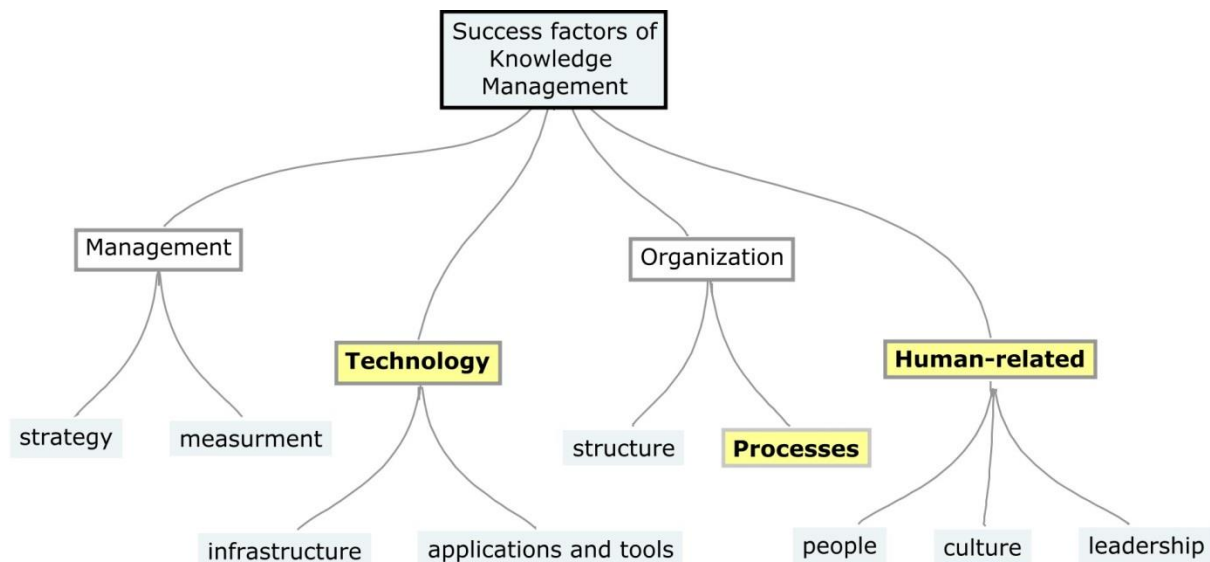 Success factors of
Knowledge
Management
Management
Organization
Technology
Human-related
strategy
measurment
structure
Processes
infrastructure
applications and tools
people
culture
leadership